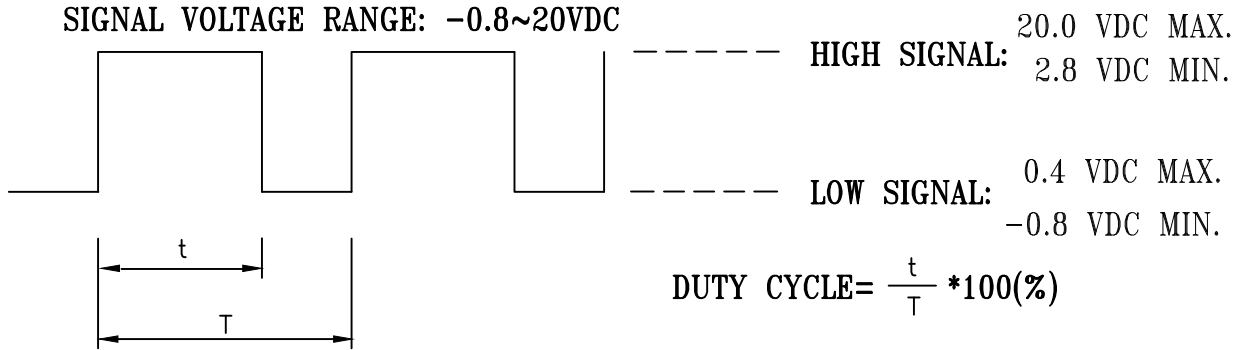 SIGNAL VOLTAGE RANGE: -0.8~20VDC
HIGH SIGNAL: 20.0 VDC MAX.
2.8 VDC MIN.
LOW SIGNAL: 0.4 VDC MAX.
-0.8 VDC MIN.
t
T
DUTY CYCLE= t/T *100(%)